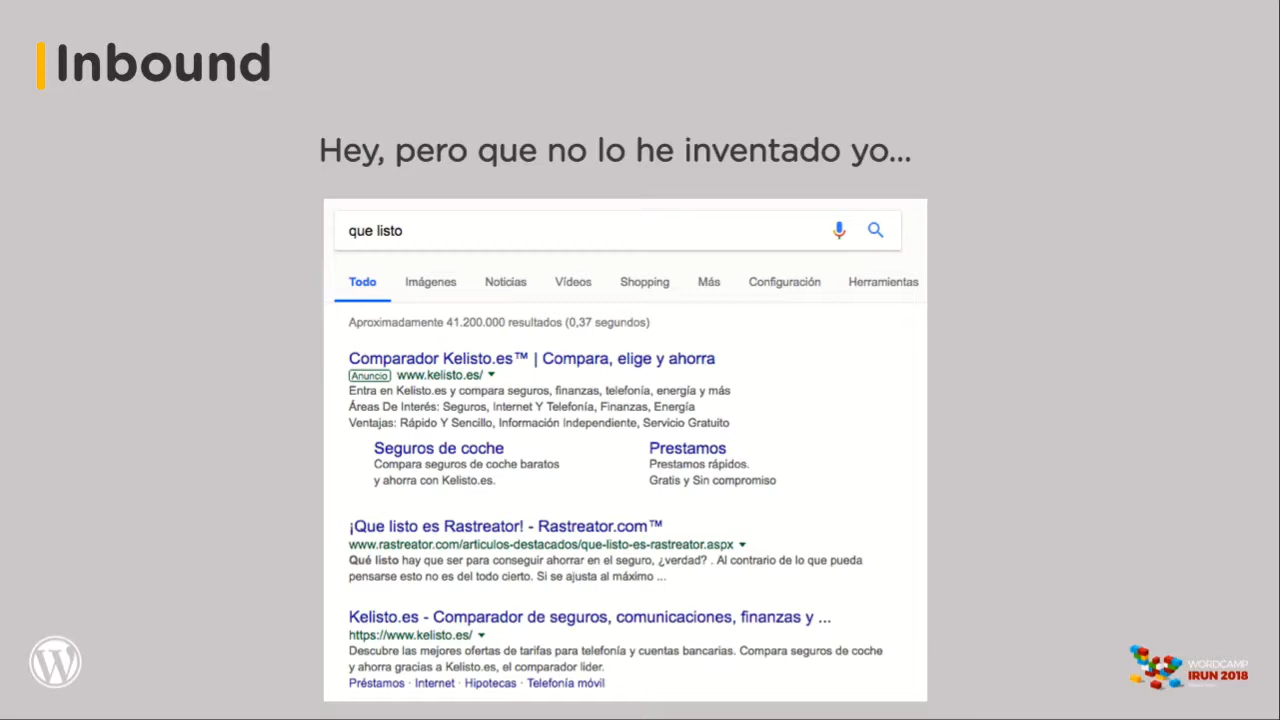 Inbound
Hey, pero que no lo he inventado yo...
que listo
Todo Imágenes Noticias Vídeos Shopping Más Configuración Herramientas
Aproximadamente 41.200.000 resultados (0,37 segundos)
Comparador Kelisto.es™ | Compara, elige y ahorra
Anuncio www.kelisto.es/
Entra en Kelisto.es y compara seguros, finanzas, telefonía, energía y más
Áreas De Interés: Seguros, Internet Y Telefonía, Finanzas, Energía
Ventajas: Rápido Y Sencillo, Información Independiente, Servicio Gratuito
Seguros de coche
Compara seguros de coche baratos
y ahorra con Kelisto.es.
Prestamos
Prestamos rápidos.
Gratis y Sin compromiso
¡Que listo es Rastreator! - Rastreator.com™
www.rastreator.com/articulos-destacados/que-listo-es-rastreator.aspx
Qué listo hay que ser para conseguir ahorrar en el seguro, ¿verdad? . Al contrario de lo que pueda
pensarse esto no es del todo cierto. Si se ajusta al máximo ...
Kelisto.es - Comparador de seguros, comunicaciones, finanzas y ...
https://www.kelisto.es/
Descubre las mejores ofertas de tarifas para telefonía y cuentas bancarias. Compara seguros de coche
y ahorra gracias a Kelisto.es, el comparador lider.
Préstamos · Internet · Hipotecas · Telefonía móvil
WORDCAMP
IRUN 2018